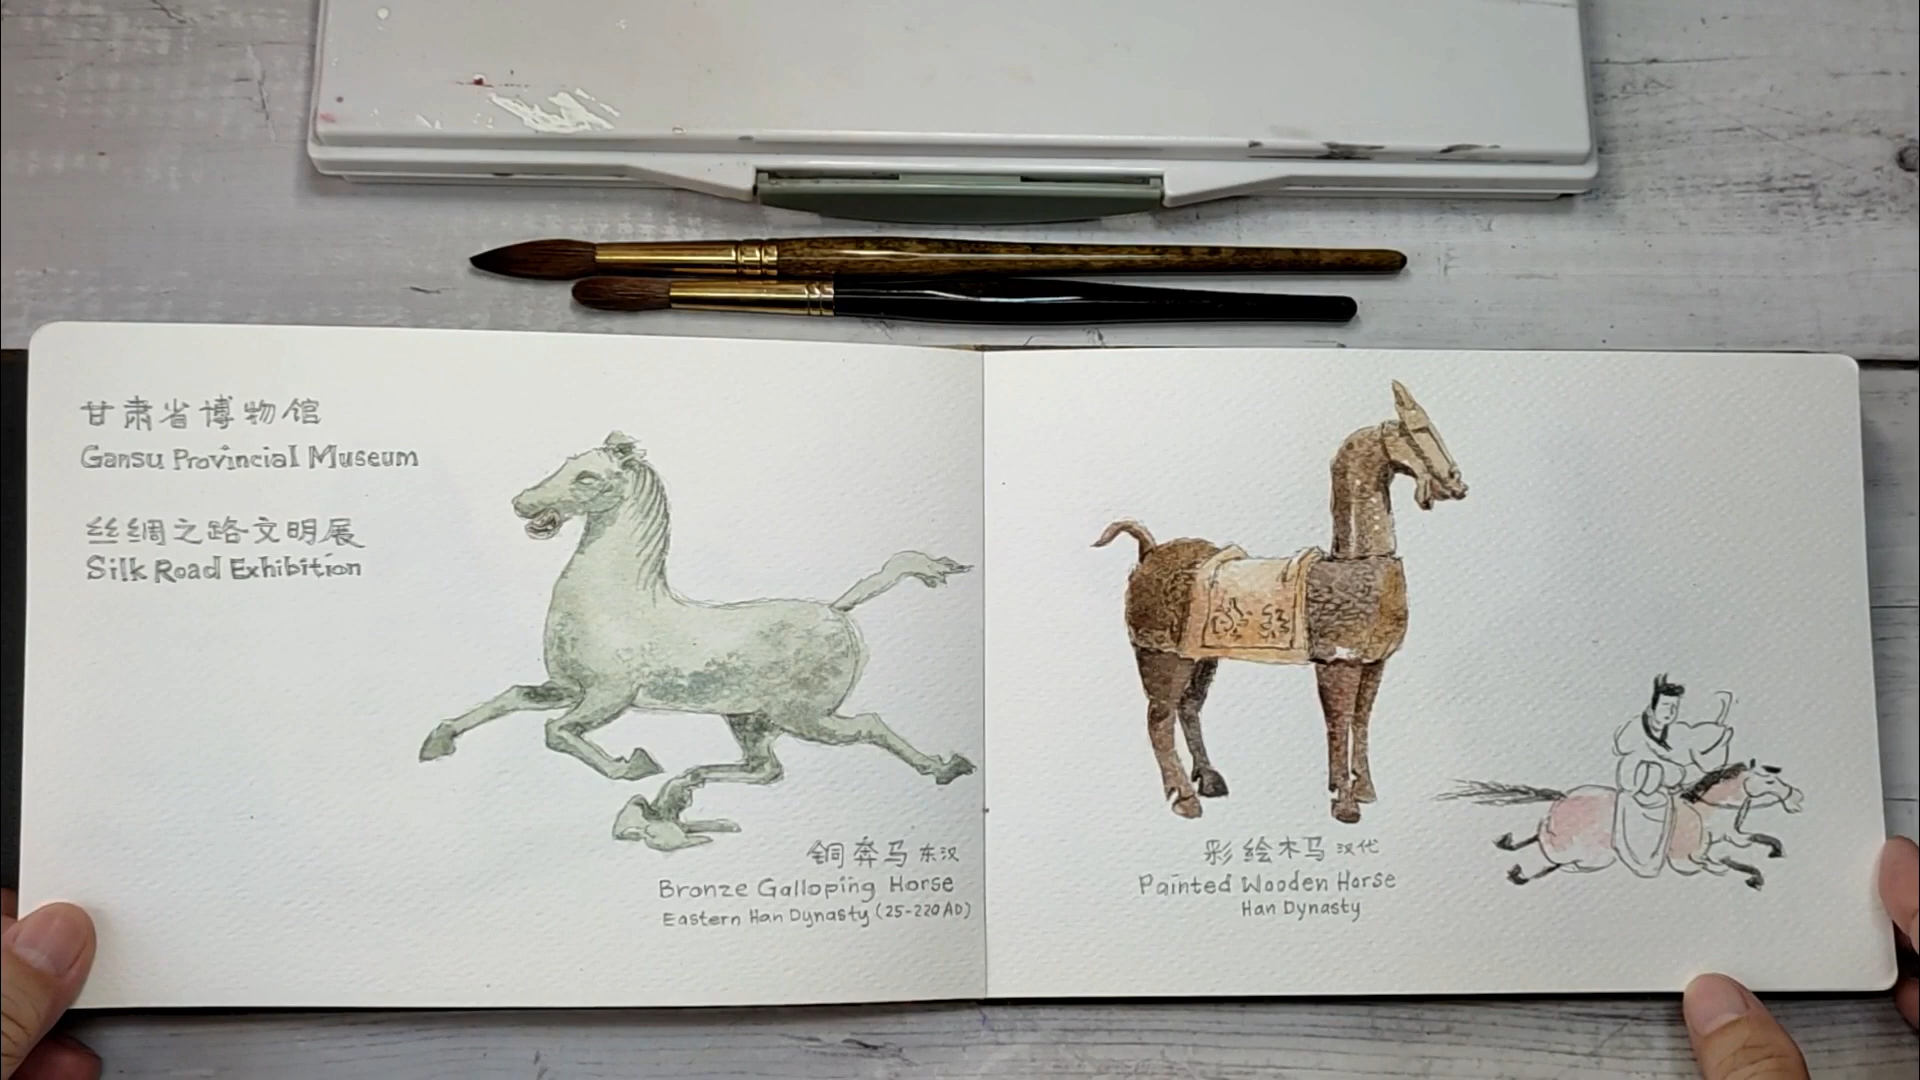 甘肃省博物馆
Gansu Provincial Museum
丝绸之路文明展
Silk Road Exhibition
铜奔马 东汉
Bronze Galloping Horse
Eastern Han Dynasty (25-220 AD)
彩绘木马 汉代
Painted Wooden Horse
Han Dynasty